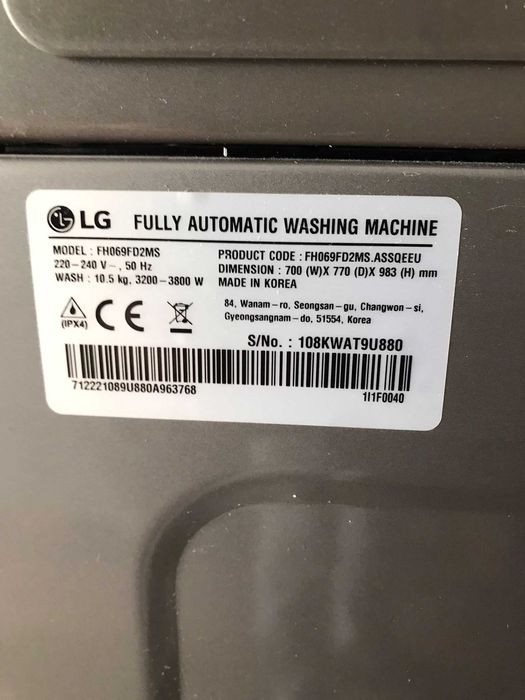 LG FULLY AUTOMATIC WASHING MACHINE
MODEL : FH069FD2MS
220-240 V~, 50 Hz
WASH : 10.5 kg, 3200-3800 W
PRODUCT CODE : FH069FD2MS.ASSQEEU
DIMENSION : 700 (W)X 770 (D)X 983 (H) mm
MADE IN KOREA
(IPX4)
CE
84, Wanam-ro, Seongsan-gu, Changwon-si,
Gyeongsangnam-do, 51554, Korea
S/No. : 108KWAT9U880
712221089U880A963768
1I1F0040